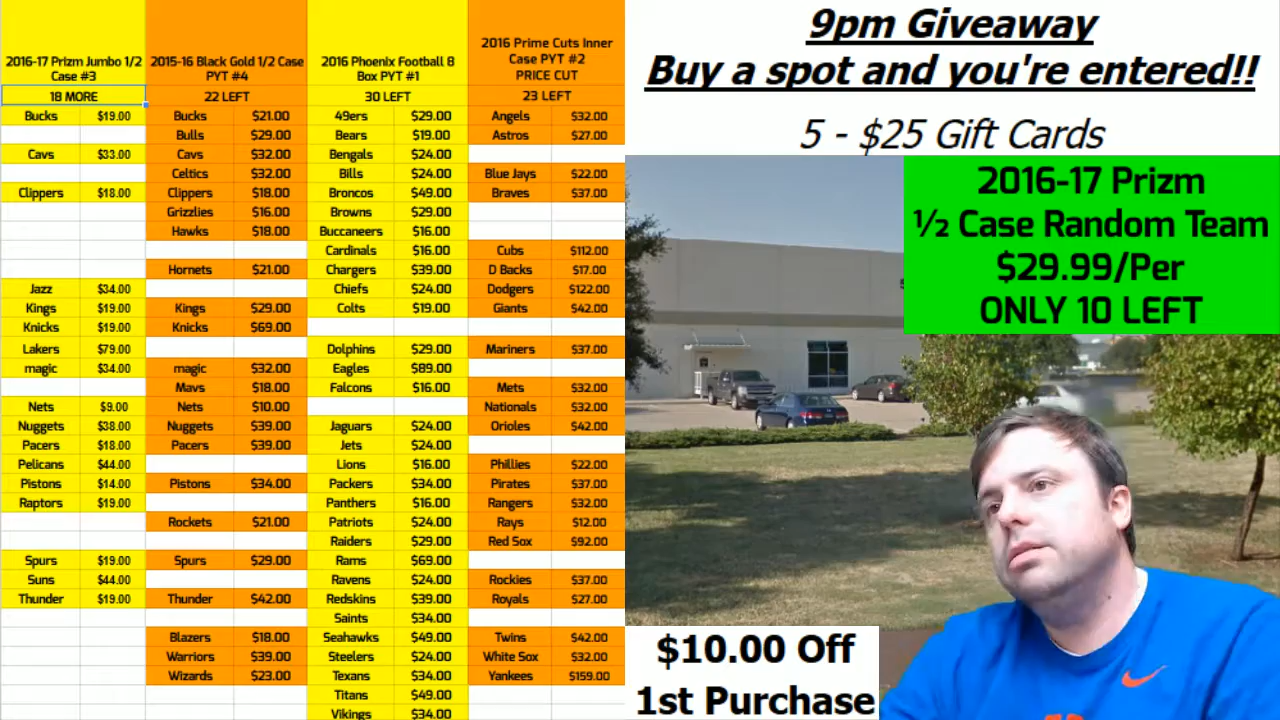 2016-17 Prizm Jumbo 1/2
Case #3
18 MORE
Bucks $19.00
Cavs $33.00
Clippers $18.00
Jazz $34.00
Kings $19.00
Knicks $19.00
Lakers $79.00
magic $34.00
Nets $9.00
Nuggets $38.00
Pacers $18.00
Pelicans $44.00
Pistons $14.00
Raptors $19.00
Spurs $19.00
Suns $44.00
Thunder $19.00
2015-16 Black Gold 1/2 Case
PYT #4
22 LEFT
Bucks $21.00
Bulls $29.00
Cavs $32.00
Celtics $32.00
Clippers $18.00
Grizzlies $16.00
Hawks $18.00
Hornets $21.00
Kings $29.00
Knicks $69.00
magic $32.00
Mavs $18.00
Nets $10.00
Nuggets $39.00
Pacers $39.00
Pistons $34.00
Rockets $21.00
Spurs $29.00
Thunder $42.00
Blazers $18.00
Warriors $39.00
Wizards $23.00
2016 Phoenix Football 8
Box PYT #1
30 LEFT
49ers $29.00
Bears $19.00
Bengals $24.00
Bills $24.00
Broncos $49.00
Browns $29.00
Buccaneers $16.00
Cardinals $16.00
Chargers $39.00
Chiefs $24.00
Colts $19.00
Dolphins $29.00
Eagles $89.00
Falcons $16.00
Jaguars $24.00
Jets $24.00
Lions $16.00
Packers $34.00
Panthers $16.00
Patriots $24.00
Raiders $29.00
Rams $69.00
Ravens $24.00
Redskins $39.00
Saints $34.00
Seahawks $49.00
Steelers $24.00
Texans $34.00
Titans $49.00
Vikings $34.00
2016 Prime Cuts Inner
Case PYT #2
PRICE CUT
23 LEFT
Angels $32.00
Astros $27.00
Blue Jays $22.00
Braves $37.00
Cubs $112.00
D Backs $17.00
Dodgers $122.00
Giants $42.00
Mariners $37.00
Mets $32.00
Nationals $32.00
Orioles $42.00
Phillies $22.00
Pirates $37.00
Rangers $32.00
Rays $12.00
Red Sox $92.00
Rockies $37.00
Royals $27.00
Twins $42.00
White Sox $32.00
Yankees $159.00
9pm Giveaway
Buy a spot and you're entered!!
5 - $25 Gift Cards
2016-17 Prizm
½ Case Random Team
$29.99/Per
ONLY 10 LEFT
$10.00 Off
1st Purchase